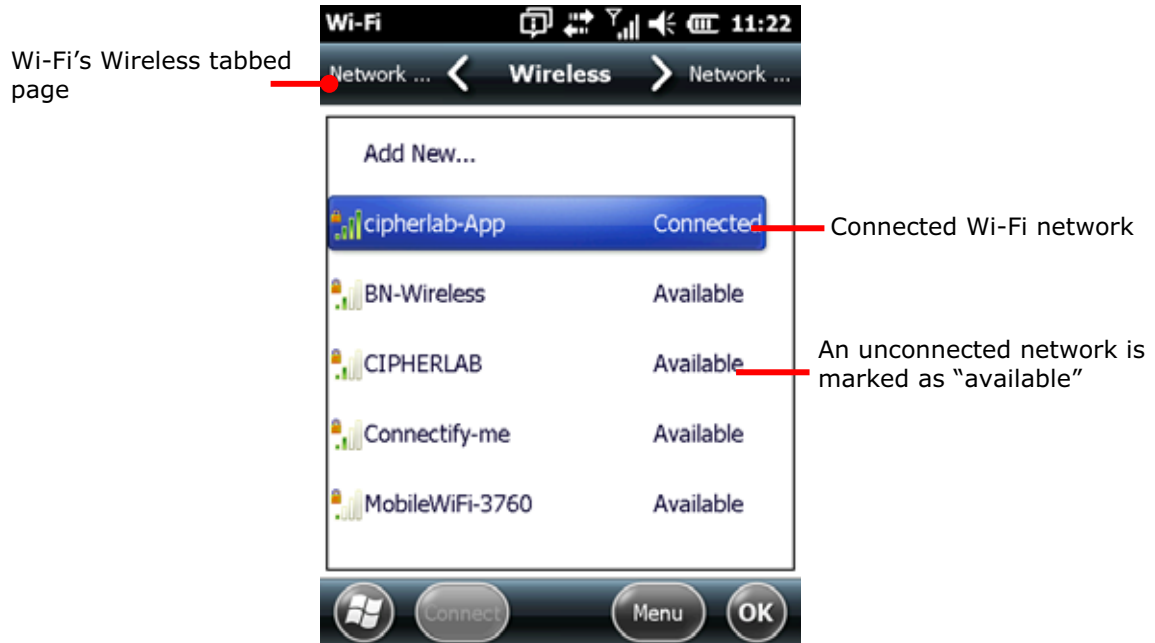 Wi-Fi 11:22
Wi-Fi’s Wireless tabbed
page
Network ... Wireless Network ...
Add New...
cipherlab-App Connected
Connected Wi-Fi network
BN-Wireless Available
CIPHERLAB Available
An unconnected network is
marked as “available”
Connectify-me Available
MobileWiFi-3760 Available
Connect Menu OK